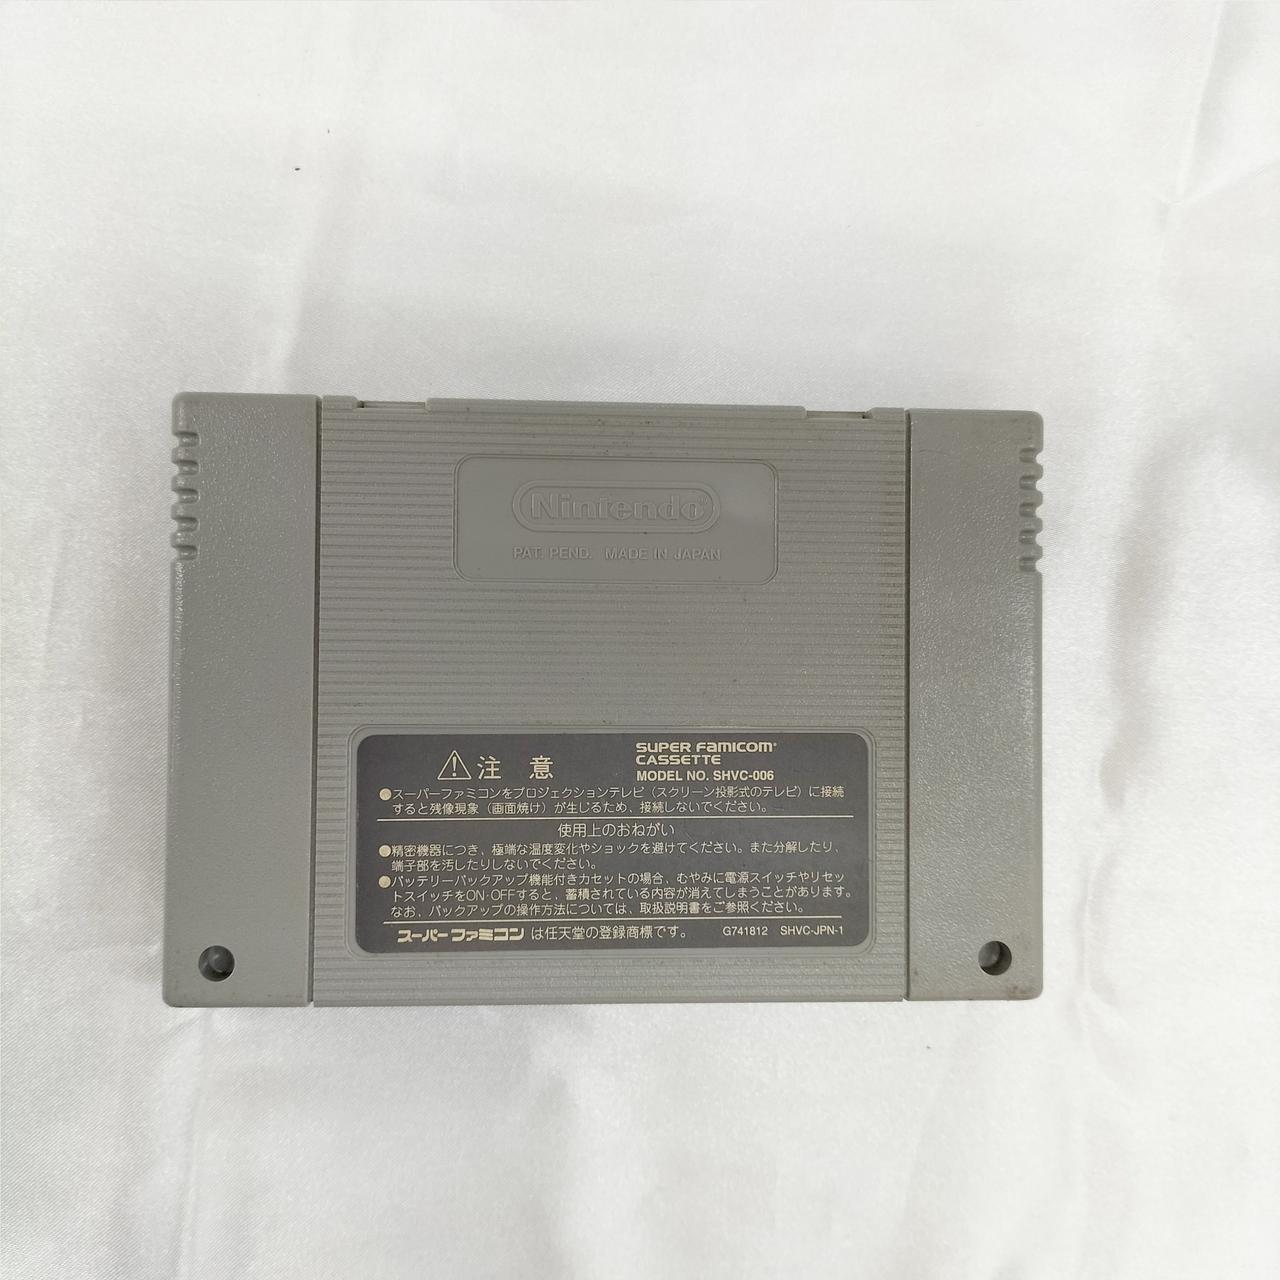 Nintendo
PAT. PEND. MADE IN JAPAN
⚠注意
SUPER FAMICOM
CASSETTE
MODEL NO. SHVC-006
●スーパーファミコンをプロジェクションテレビ（スクリーン投影式のテレビ）に接続
すると残像現象（画面焼け）が生じるため、接続しないでください。
使用上のおねがい
●精密機器につき、極端な温度変化やショックを避けてください。また分解したり、
端子部を汚したりしないでください。
●バッテリーバックアップ機能付きカセットの場合、むやみに電源スイッチやリセッ
トスイッチをON・OFFすると、蓄積されている内容が消えてしまうことがあります。
なお、バックアップの操作方法については、取扱説明書をご参照ください。
スーパーファミコンは任天堂の登録商標です。 G741812 SHVC-JPN-1